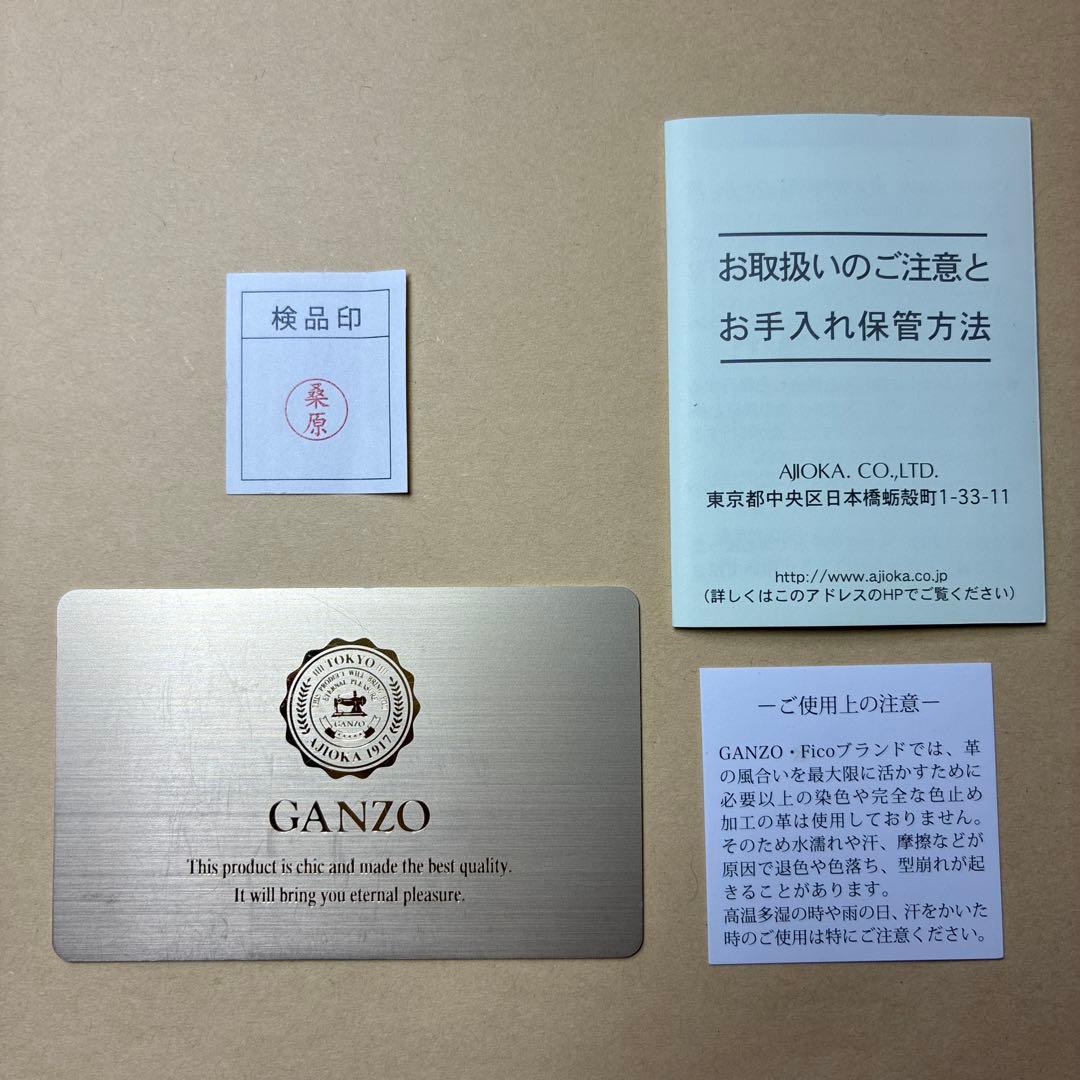 検品印
桑原
お取扱いのご注意と
お手入れ保管方法
AJIOKA. CO.,LTD.
東京都中央区日本橋蛎殻町1-33-11
http://www.ajioka.co.jp
(詳しくはこのアドレスのHPでご覧ください)
TOKYO
THIS PRODUCT WILL BRING YOU
ETERNAL PLEASURE
GANZO
AJIOKA 1917
GANZO
This product is chic and made the best quality.
It will bring you eternal pleasure.
－ご使用上の注意－
GANZO・Ficoブランドでは、革
の風合いを最大限に活かすために
必要以上の染色や完全な色止め
加工の革は使用しておりません。
そのため水濡れや汗、摩擦などが
原因で退色や色落ち、型崩れが起
きることがあります。
高温多湿の時や雨の日、汗をかいた
時のご使用は特にご注意ください。